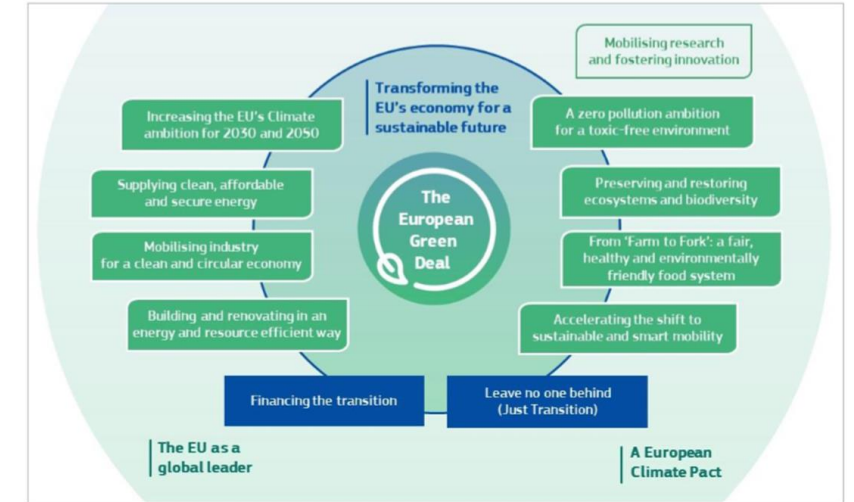 Mobilising research
and fostering innovation
Transforming the
EU's economy for a
sustainable future
Increasing the EU's Climate
ambition for 2030 and 2050
A zero pollution ambition
for a toxic-free environment
Supplying clean, affordable
and secure energy
Preserving and restoring
ecosystems and biodiversity
The
European
Green
Deal
Mobilising industry
for a clean and circular economy
From 'Farm to Fork': a fair,
healthy and environmentally
friendly food system
Building and renovating in an
energy and resource efficient way
Accelerating the shift to
sustainable and smart mobility
Financing the transition
Leave no one behind
(Just Transition)
The EU as a
global leader
A European
Climate Pact